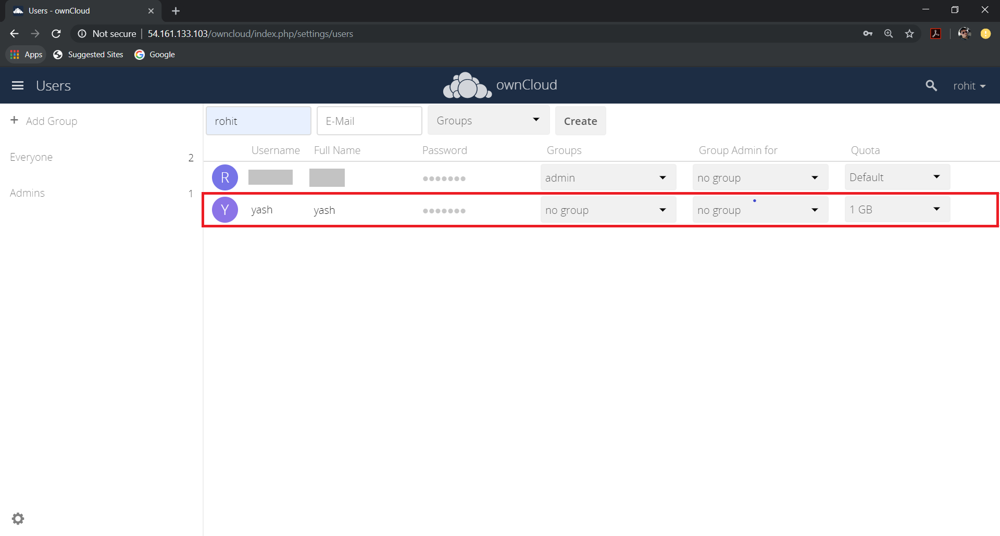 Users - ownCloud
Not secure | 54.161.133.103/owncloud/index.php/settings/users
Apps Suggested Sites Google
Users ownCloud rohit
+ Add Group rohit E-Mail Groups Create
Username Full Name Password Groups Group Admin for Quota
Everyone 2
R ●●●●●●● admin no group Default
Admins 1
Y yash yash ●●●●●●● no group no group 1 GB